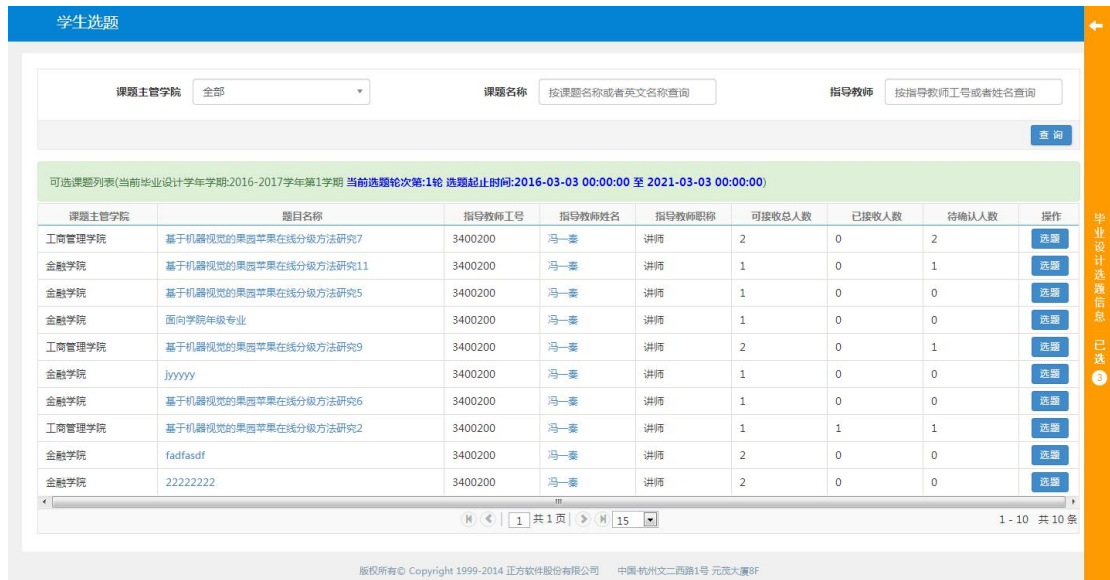 学生选题
课题主管学院 全部 课题名称 按课题名称或者英文名称查询 指导教师 按指导教师工号或者姓名查询
查 询
可选课题列表(当前毕业设计学年学期:2016-2017学年第1学期 当前选题轮次第:1轮 选题起止时间:2016-03-03 00:00:00 至 2021-03-03 00:00:00)
课题主管学院 题目名称 指导教师工号 指导教师姓名 指导教师职称 可接收总人数 已接收人数 待确认人数 操作
工商管理学院 基于机器视觉的果园苹果在线分级方法研究7 3400200 冯一秦 讲师 2 0 2 选题
金融学院 基于机器视觉的果园苹果在线分级方法研究11 3400200 冯一秦 讲师 1 0 1 选题
金融学院 基于机器视觉的果园苹果在线分级方法研究5 3400200 冯一秦 讲师 1 0 0 选题
金融学院 面向学院年级专业 3400200 冯一秦 讲师 1 0 0 选题
工商管理学院 基于机器视觉的果园苹果在线分级方法研究9 3400200 冯一秦 讲师 2 0 1 选题
金融学院 jyyyyy 3400200 冯一秦 讲师 1 0 0 选题
金融学院 基于机器视觉的果园苹果在线分级方法研究6 3400200 冯一秦 讲师 1 0 0 选题
工商管理学院 基于机器视觉的果园苹果在线分级方法研究2 3400200 冯一秦 讲师 1 1 1 选题
金融学院 fadfasdf 3400200 冯一秦 讲师 2 0 0 选题
金融学院 22222222 3400200 冯一秦 讲师 2 0 0 选题
1 共 1 页 15 1 - 10 共 10 条
版权所有© Copyright 1999-2014 正方软件股份有限公司 中国·杭州文二西路1号 元茂大厦8F
毕业设计选题信息 已选 3